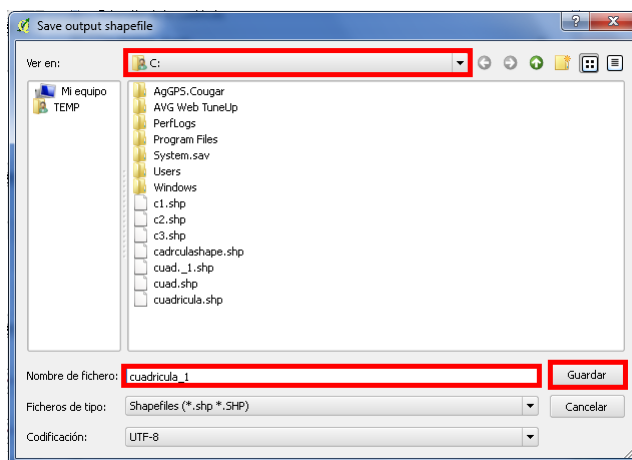 Save output shapefile
Ver en:
C:
Mi equipo
TEMP
AgGPS.Cougar
AVG Web TuneUp
PerfLogs
Program Files
System.sav
Users
Windows
c1.shp
c2.shp
c3.shp
cadrculashape.shp
cuad._1.shp
cuad.shp
cuadricula.shp
Nombre de fichero:
cuadricula_1
Guardar
Ficheros de tipo:
Shapefiles (*.shp *.SHP)
Cancelar
Codificación:
UTF-8